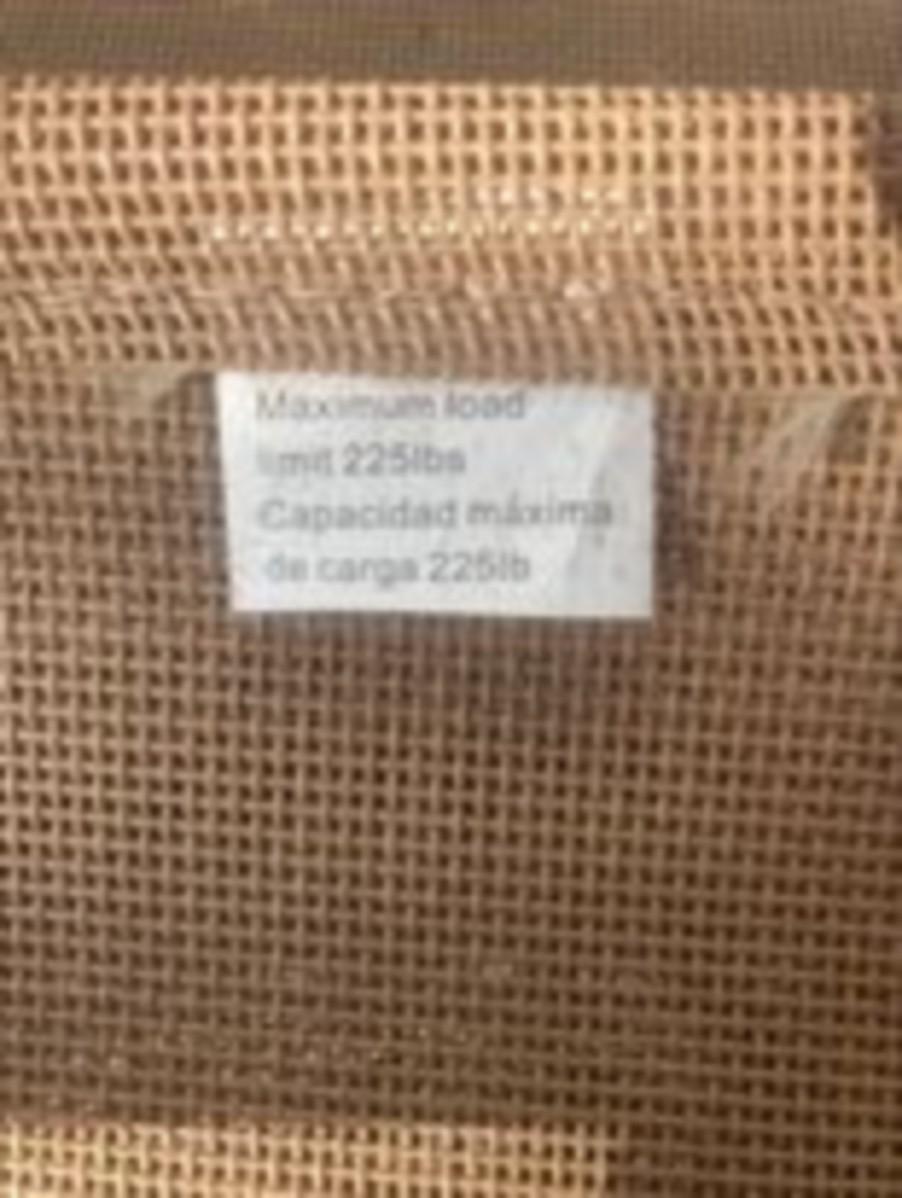 Maximum load
limit 225lbs
Capacidad máxima
de carga 225lb